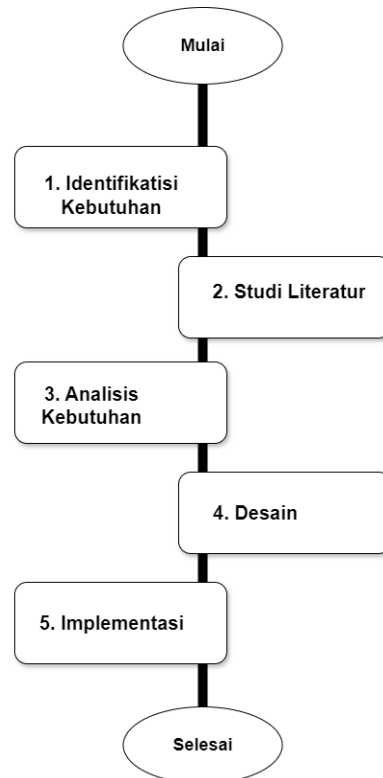 Mulai
1. Identifikatisi
Kebutuhan
2. Studi Literatur
3. Analisis
Kebutuhan
4. Desain
5. Implementasi
Selesai